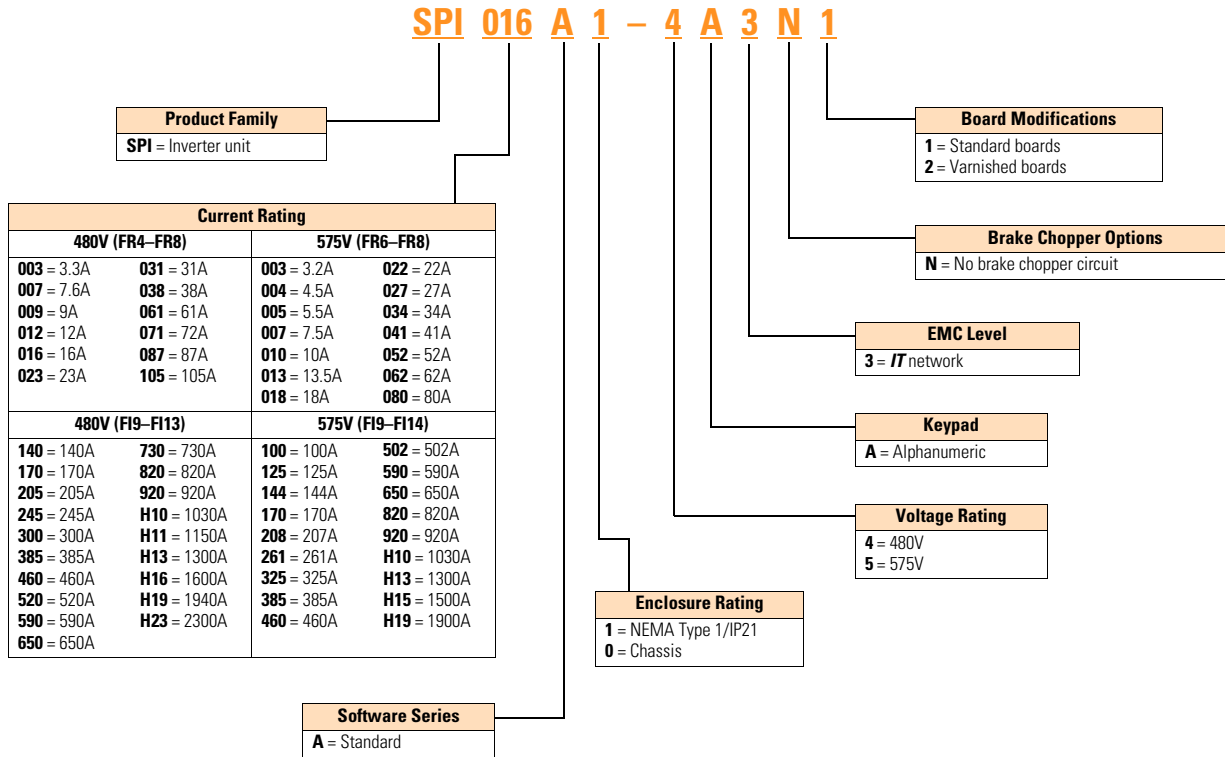 SPI 016 A 1 – 4 A 3 N 1
Product Family
SPI = Inverter unit
Current Rating
480V (FR4–FR8) 575V (FR6–FR8)
003 = 3.3A 031 = 31A 003 = 3.2A 022 = 22A
007 = 7.6A 038 = 38A 004 = 4.5A 027 = 27A
009 = 9A 061 = 61A 005 = 5.5A 034 = 34A
012 = 12A 071 = 72A 007 = 7.5A 041 = 41A
016 = 16A 087 = 87A 010 = 10A 052 = 52A
023 = 23A 105 = 105A 013 = 13.5A 062 = 62A
018 = 18A 080 = 80A
480V (FI9–FI13) 575V (FI9–FI14)
140 = 140A 730 = 730A 100 = 100A 502 = 502A
170 = 170A 820 = 820A 125 = 125A 590 = 590A
205 = 205A 920 = 920A 144 = 144A 650 = 650A
245 = 245A H10 = 1030A 170 = 170A 820 = 820A
300 = 300A H11 = 1150A 208 = 207A 920 = 920A
385 = 385A H13 = 1300A 261 = 261A H10 = 1030A
460 = 460A H16 = 1600A 325 = 325A H13 = 1300A
520 = 520A H19 = 1940A 385 = 385A H15 = 1500A
590 = 590A H23 = 2300A 460 = 460A H19 = 1900A
650 = 650A
Software Series
A = Standard
Enclosure Rating
1 = NEMA Type 1/IP21
0 = Chassis
Voltage Rating
4 = 480V
5 = 575V
Keypad
A = Alphanumeric
EMC Level
3 = IT network
Brake Chopper Options
N = No brake chopper circuit
Board Modifications
1 = Standard boards
2 = Varnished boards